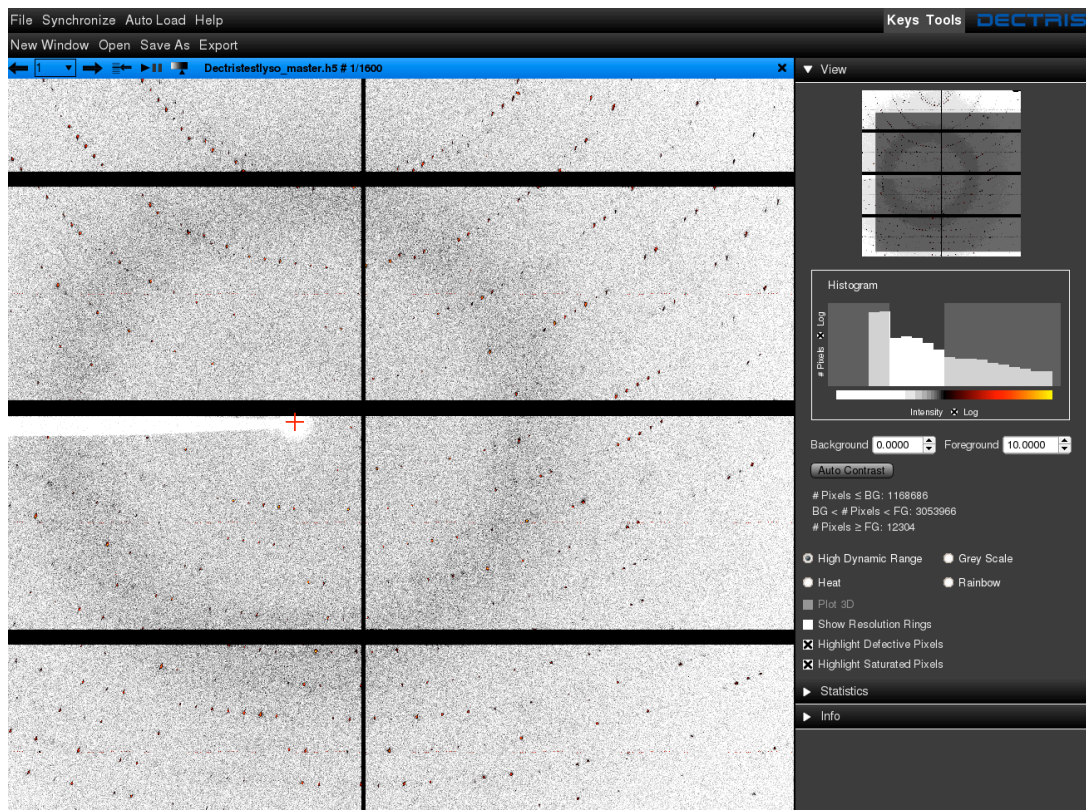 File Synchronize Auto Load Help Keys Tools DECTRIS
New Window Open Save As Export
1 Dectristestlyso_master.h5 # 1/1600
View
Histogram
# Pixels Log
Intensity Log
Background 0.0000 Foreground 10.0000
Auto Contrast
# Pixels ≤ BG: 1168686
BG < # Pixels < FG: 3053966
# Pixels ≥ FG: 12304
High Dynamic Range Grey Scale
Heat Rainbow
Plot 3D
Show Resolution Rings
Highlight Defective Pixels
Highlight Saturated Pixels
Statistics
Info